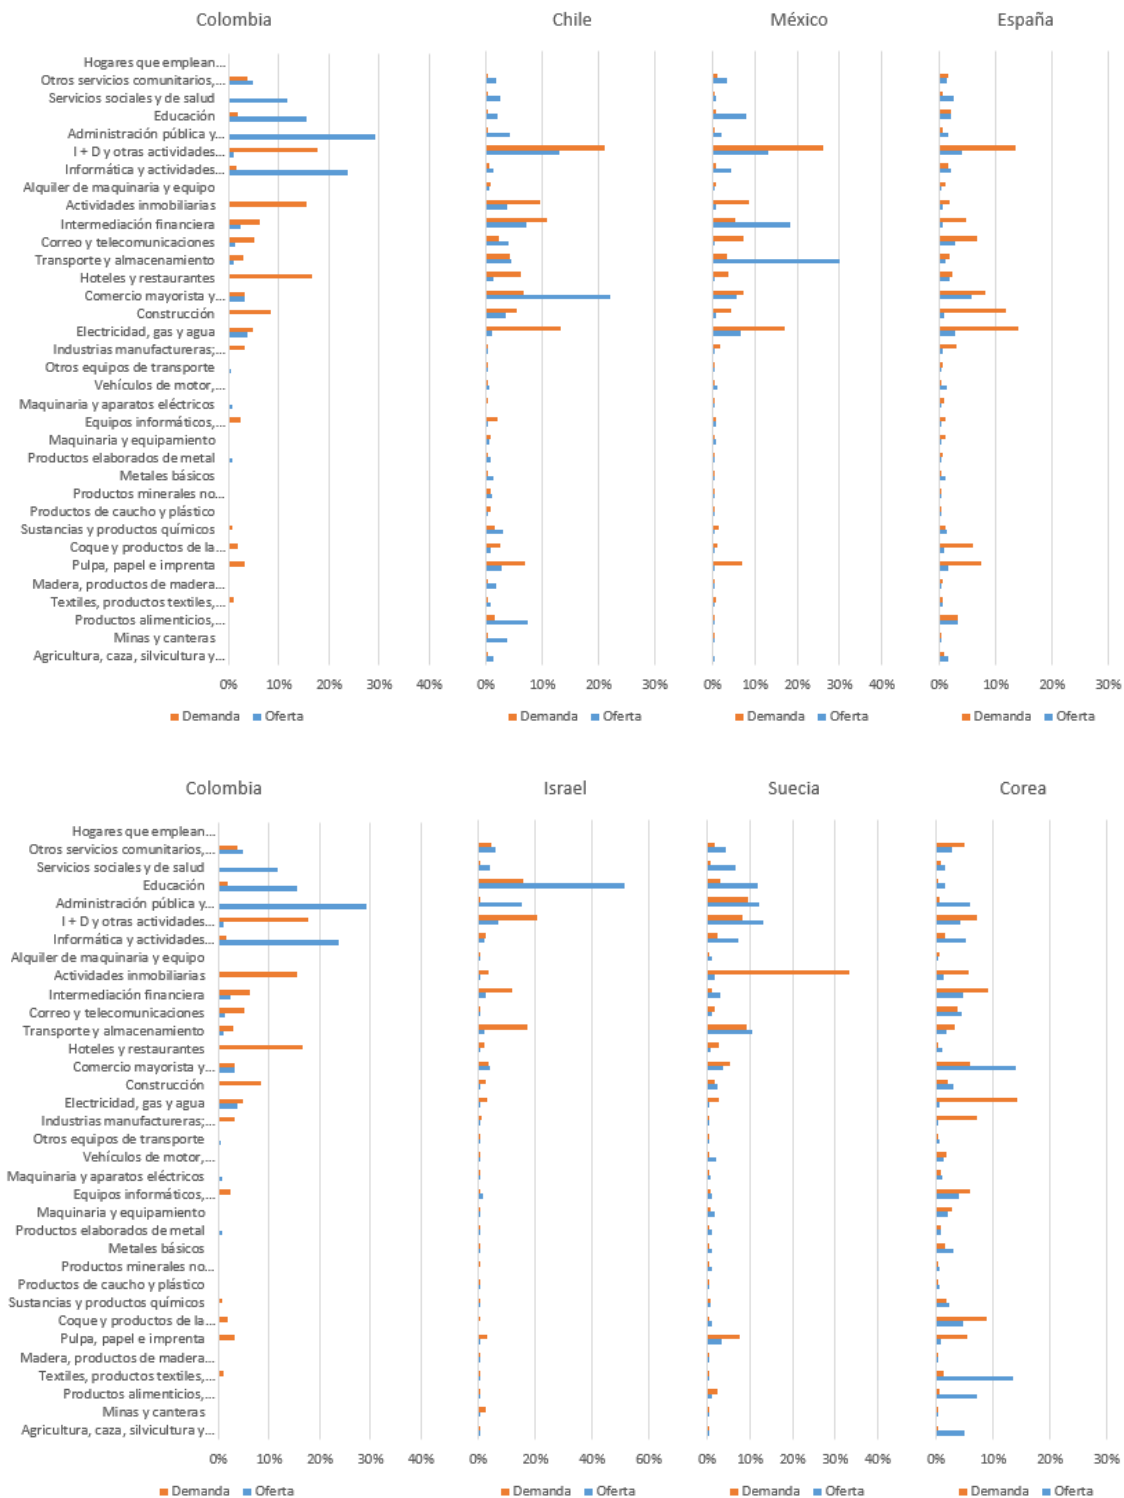 Colombia Chile México España
Hogares que emplean...
Otros servicios comunitarios,...
Servicios sociales y de salud
Educación
Administración pública y...
I + D y otras actividades...
Informática y actividades...
Alquiler de maquinaria y equipo
Actividades inmobiliarias
Intermediación financiera
Correo y telecomunicaciones
Transporte y almacenamiento
Hoteles y restaurantes
Comercio mayorista y...
Construcción
Electricidad, gas y agua
Industrias manufactureras;...
Otros equipos de transporte
Vehículos de motor,...
Maquinaria y aparatos eléctricos
Equipos informáticos,...
Maquinaria y equipamiento
Productos elaborados de metal
Metales básicos
Productos minerales no...
Productos de caucho y plástico
Sustancias y productos químicos
Coque y productos de la...
Pulpa, papel e imprenta
Madera, productos de madera...
Textiles, productos textiles,...
Productos alimenticios,...
Minas y canteras
Agricultura, caza, silvicultura y...
0% 10% 20% 30% 40% 0% 10% 20% 30% 0% 10% 20% 30% 40% 0% 10% 20% 30%
Demanda Oferta Demanda Oferta Demanda Oferta Demanda Oferta
Colombia Israel Suecia Corea
Hogares que emplean...
Otros servicios comunitarios,...
Servicios sociales y de salud
Educación
Administración pública y...
I + D y otras actividades...
Informática y actividades...
Alquiler de maquinaria y equipo
Actividades inmobiliarias
Intermediación financiera
Correo y telecomunicaciones
Transporte y almacenamiento
Hoteles y restaurantes
Comercio mayorista y...
Construcción
Electricidad, gas y agua
Industrias manufactureras;...
Otros equipos de transporte
Vehículos de motor,...
Maquinaria y aparatos eléctricos
Equipos informáticos,...
Maquinaria y equipamiento
Productos elaborados de metal
Metales básicos
Productos minerales no...
Productos de caucho y plástico
Sustancias y productos químicos
Coque y productos de la...
Pulpa, papel e imprenta
Madera, productos de madera...
Textiles, productos textiles,...
Productos alimenticios,...
Minas y canteras
Agricultura, caza, silvicultura y...
0% 10% 20% 30% 40% 0% 20% 40% 60% 0% 10% 20% 30% 40% 0% 10% 20% 30%
Demanda Oferta Demanda Oferta Demanda Oferta Demanda Oferta